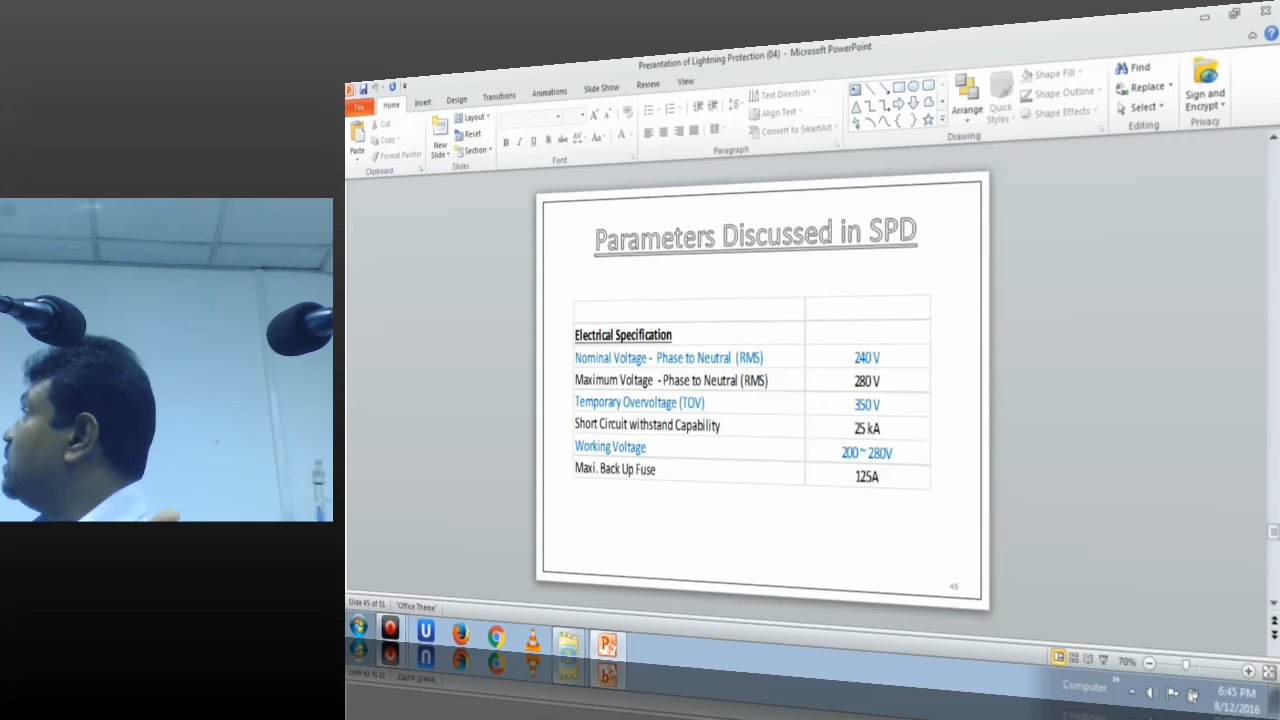 Presentation of Lightning Protection (04) - Microsoft PowerPoint
File Home Insert Design Transitions Animations Slide Show Review View
Paste Cut Copy Format Painter Clipboard
New Slide Layout Reset Section Slides
Font
Text Direction Align Text Convert to SmartArt Paragraph
Arrange Quick Styles Shape Fill Shape Outline Shape Effects Drawing
Find Replace Select Editing
Sign and Encrypt Privacy
Parameters Discussed in SPD
Electrical Specification
Nominal Voltage - Phase to Neutral (RMS) 240 V
Maximum Voltage - Phase to Neutral (RMS) 280 V
Temporary Overvoltage (TOV) 350 V
Short Circuit withstand Capability 25 kA
Working Voltage 200 ~ 280V
Maxi. Back Up Fuse 125A
45
Slide 45 of 51 "Office Theme" 70%
Computer 6:45 PM
8/12/2016